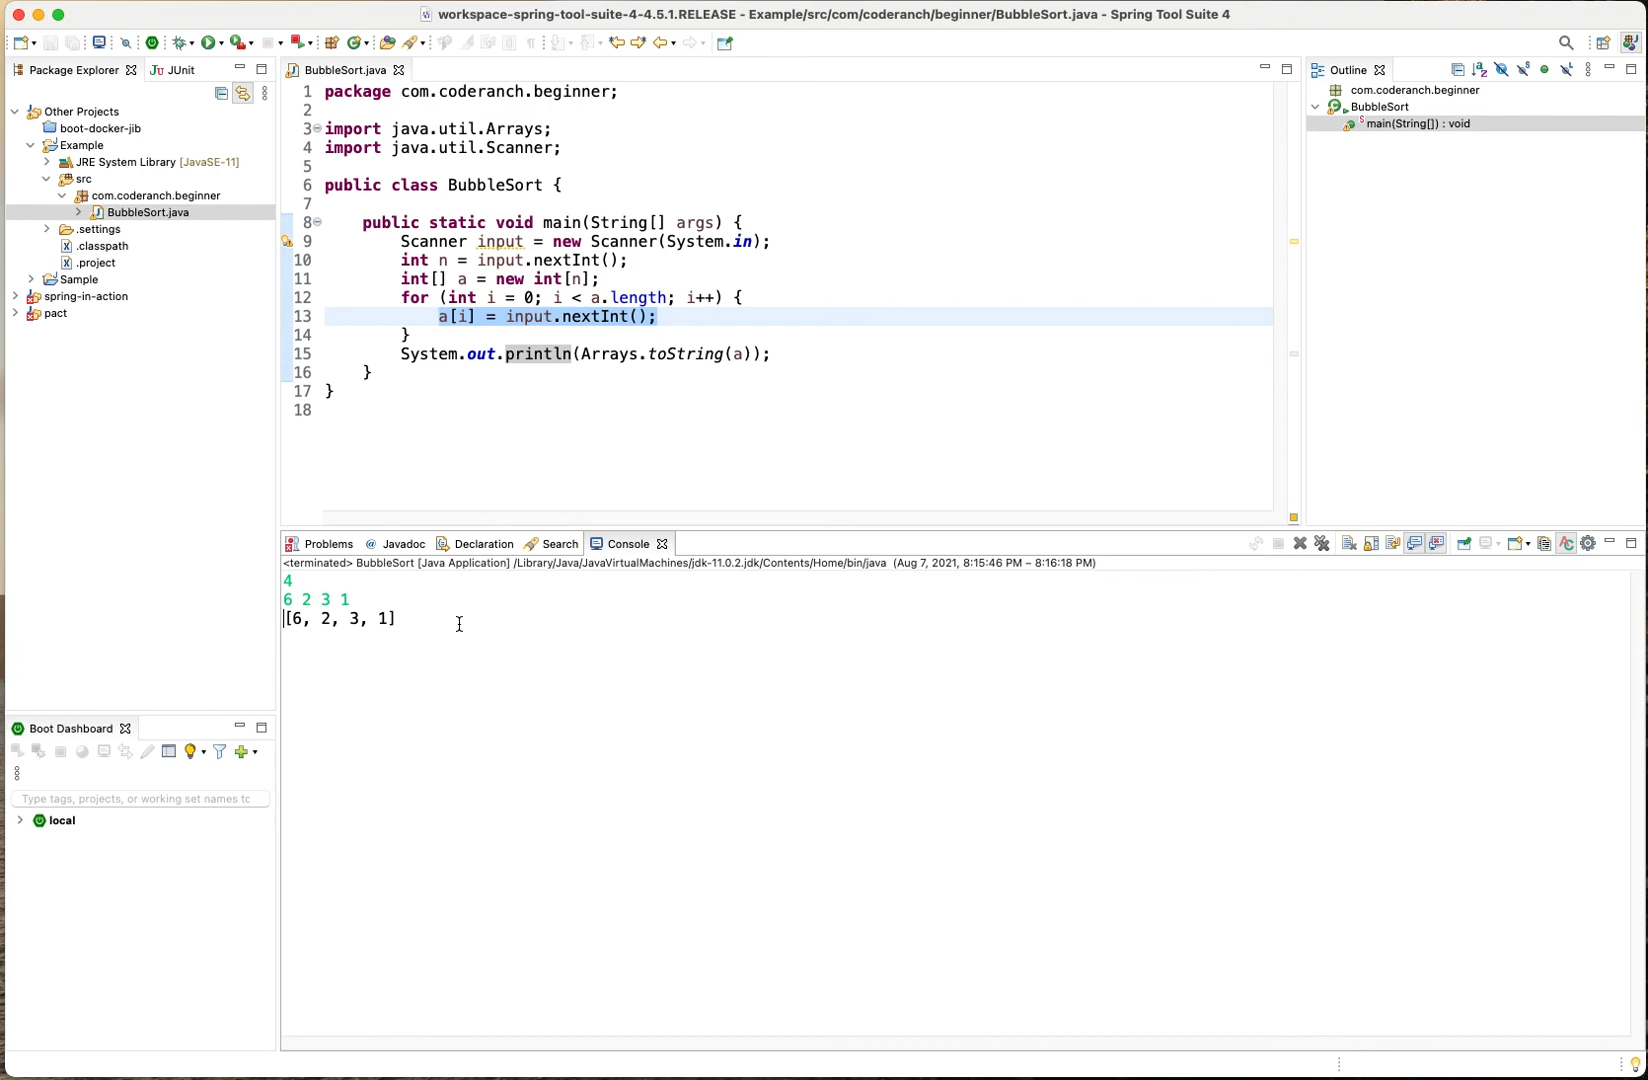 workspace-spring-tool-suite-4-4.5.1.RELEASE - Example/src/com/coderanch/beginner/BubbleSort.java - Spring Tool Suite 4
Package Explorer
JUnit
Other Projects
boot-docker-jib
Example
JRE System Library [JavaSE-11]
src
com.coderanch.beginner
BubbleSort.java
.settings
.classpath
.project
Sample
spring-in-action
pact
BubbleSort.java
1 package com.coderanch.beginner;
2
3 import java.util.Arrays;
4 import java.util.Scanner;
5
6 public class BubbleSort {
7
8 public static void main(String[] args) {
9 Scanner input = new Scanner(System.in);
10 int n = input.nextInt();
11 int[] a = new int[n];
12 for (int i = 0; i < a.length; i++) {
13 a[i] = input.nextInt();
14 }
15 System.out.println(Arrays.toString(a));
16 }
17 }
18
Outline
com.coderanch.beginner
BubbleSort
S main(String[]) : void
Problems
@ Javadoc
Declaration
Search
Console
<terminated> BubbleSort [Java Application] /Library/Java/JavaVirtualMachines/jdk-11.0.2.jdk/Contents/Home/bin/java (Aug 7, 2021, 8:15:46 PM – 8:16:18 PM)
4
6 2 3 1
[6, 2, 3, 1]
Boot Dashboard
Type tags, projects, or working set names tc
local